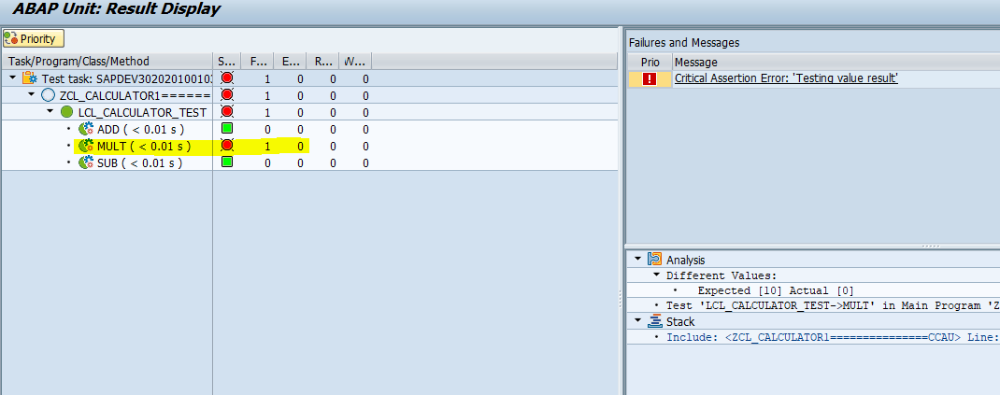 ABAP Unit: Result Display
Priority
Task/Program/Class/Method S... F... E... R... W...
Test task: SAPDEV30202010010 1 0 0 0
ZCL_CALCULATOR1======= 1 0 0 0
LCL_CALCULATOR_TEST 1 0 0 0
ADD ( < 0.01 s ) 0 0 0 0
MULT ( < 0.01 s ) 1 0 0 0
SUB ( < 0.01 s ) 0 0 0 0
Failures and Messages
Prio Message
Critical Assertion Error: 'Testing value result'
Analysis
Different Values:
Expected [10] Actual [0]
Test 'LCL_CALCULATOR_TEST->MULT' in Main Program 'Z
Stack
Include: <ZCL_CALCULATOR1===============CCAU> Line: